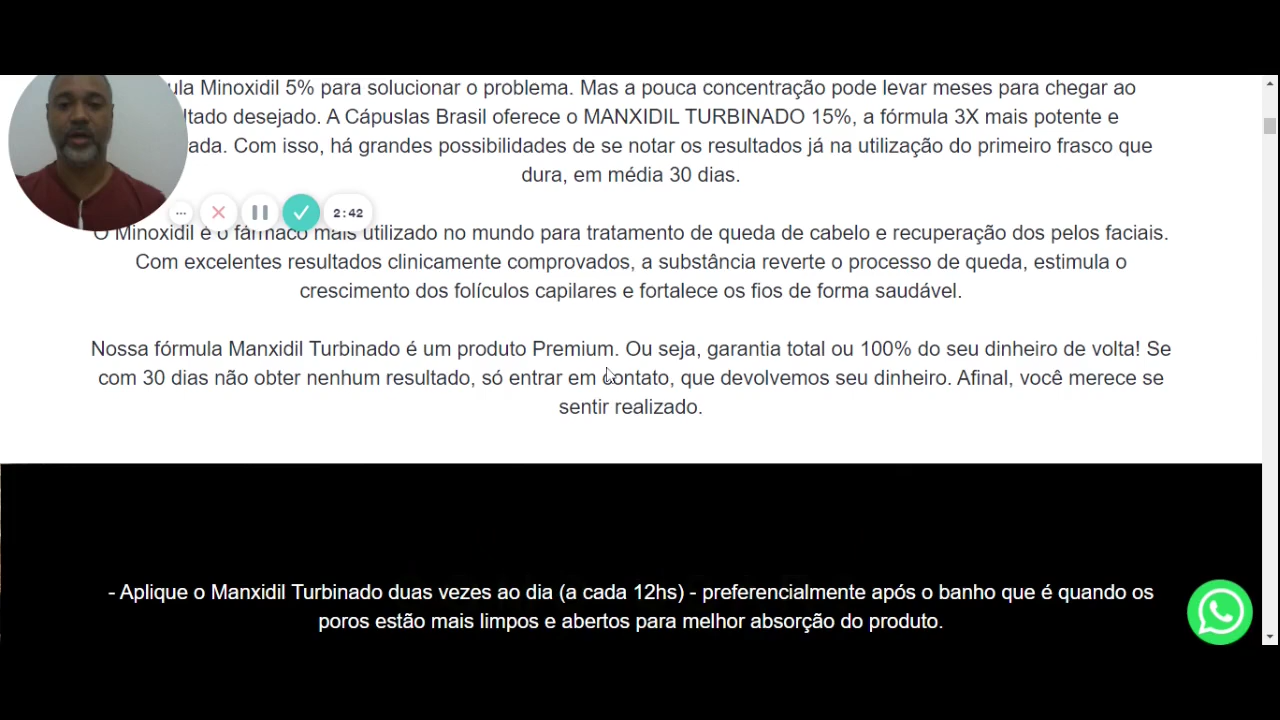 Minoxidil 5% para solucionar o problema. Mas a pouca concentração pode levar meses para chegar ao
desejado. A Cápuslas Brasil oferece o MANXIDIL TURBINADO 15%, a fórmula 3X mais potente e
Com isso, há grandes possibilidades de se notar os resultados já na utilização do primeiro frasco que
dura, em média 30 dias.
2:42
O Minoxidil é o fármaco mais utilizado no mundo para tratamento de queda de cabelo e recuperação dos pelos faciais.
Com excelentes resultados clinicamente comprovados, a substância reverte o processo de queda, estimula o
crescimento dos folículos capilares e fortalece os fios de forma saudável.
Nossa fórmula Manxidil Turbinado é um produto Premium. Ou seja, garantia total ou 100% do seu dinheiro de volta! Se
com 30 dias não obter nenhum resultado, só entrar em contato, que devolvemos seu dinheiro. Afinal, você merece se
sentir realizado.
- Aplique o Manxidil Turbinado duas vezes ao dia (a cada 12hs) - preferencialmente após o banho que é quando os
poros estão mais limpos e abertos para melhor absorção do produto.